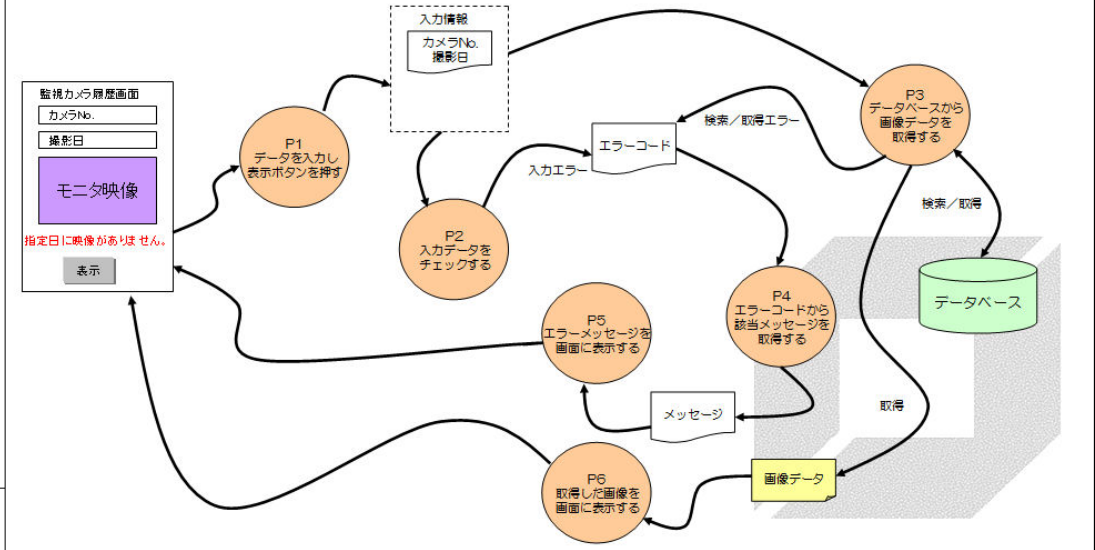 入力情報
カメラNo.
撮影日
監視カメラ履歴画面
カメラNo.
撮影日
モニタ映像
指定日に映像がありません。
表示
P1
データを入力し
表示ボタンを押す
P2
入力データを
チェックする
入力エラー
エラーコード
検索／取得エラー
P3
データベースから
画像データを
取得する
検索／取得
データベース
P4
エラーコードから
該当メッセージを
取得する
P5
エラーメッセージを
画面に表示する
メッセージ
取得
画像データ
P6
取得した画像を
画面に表示する